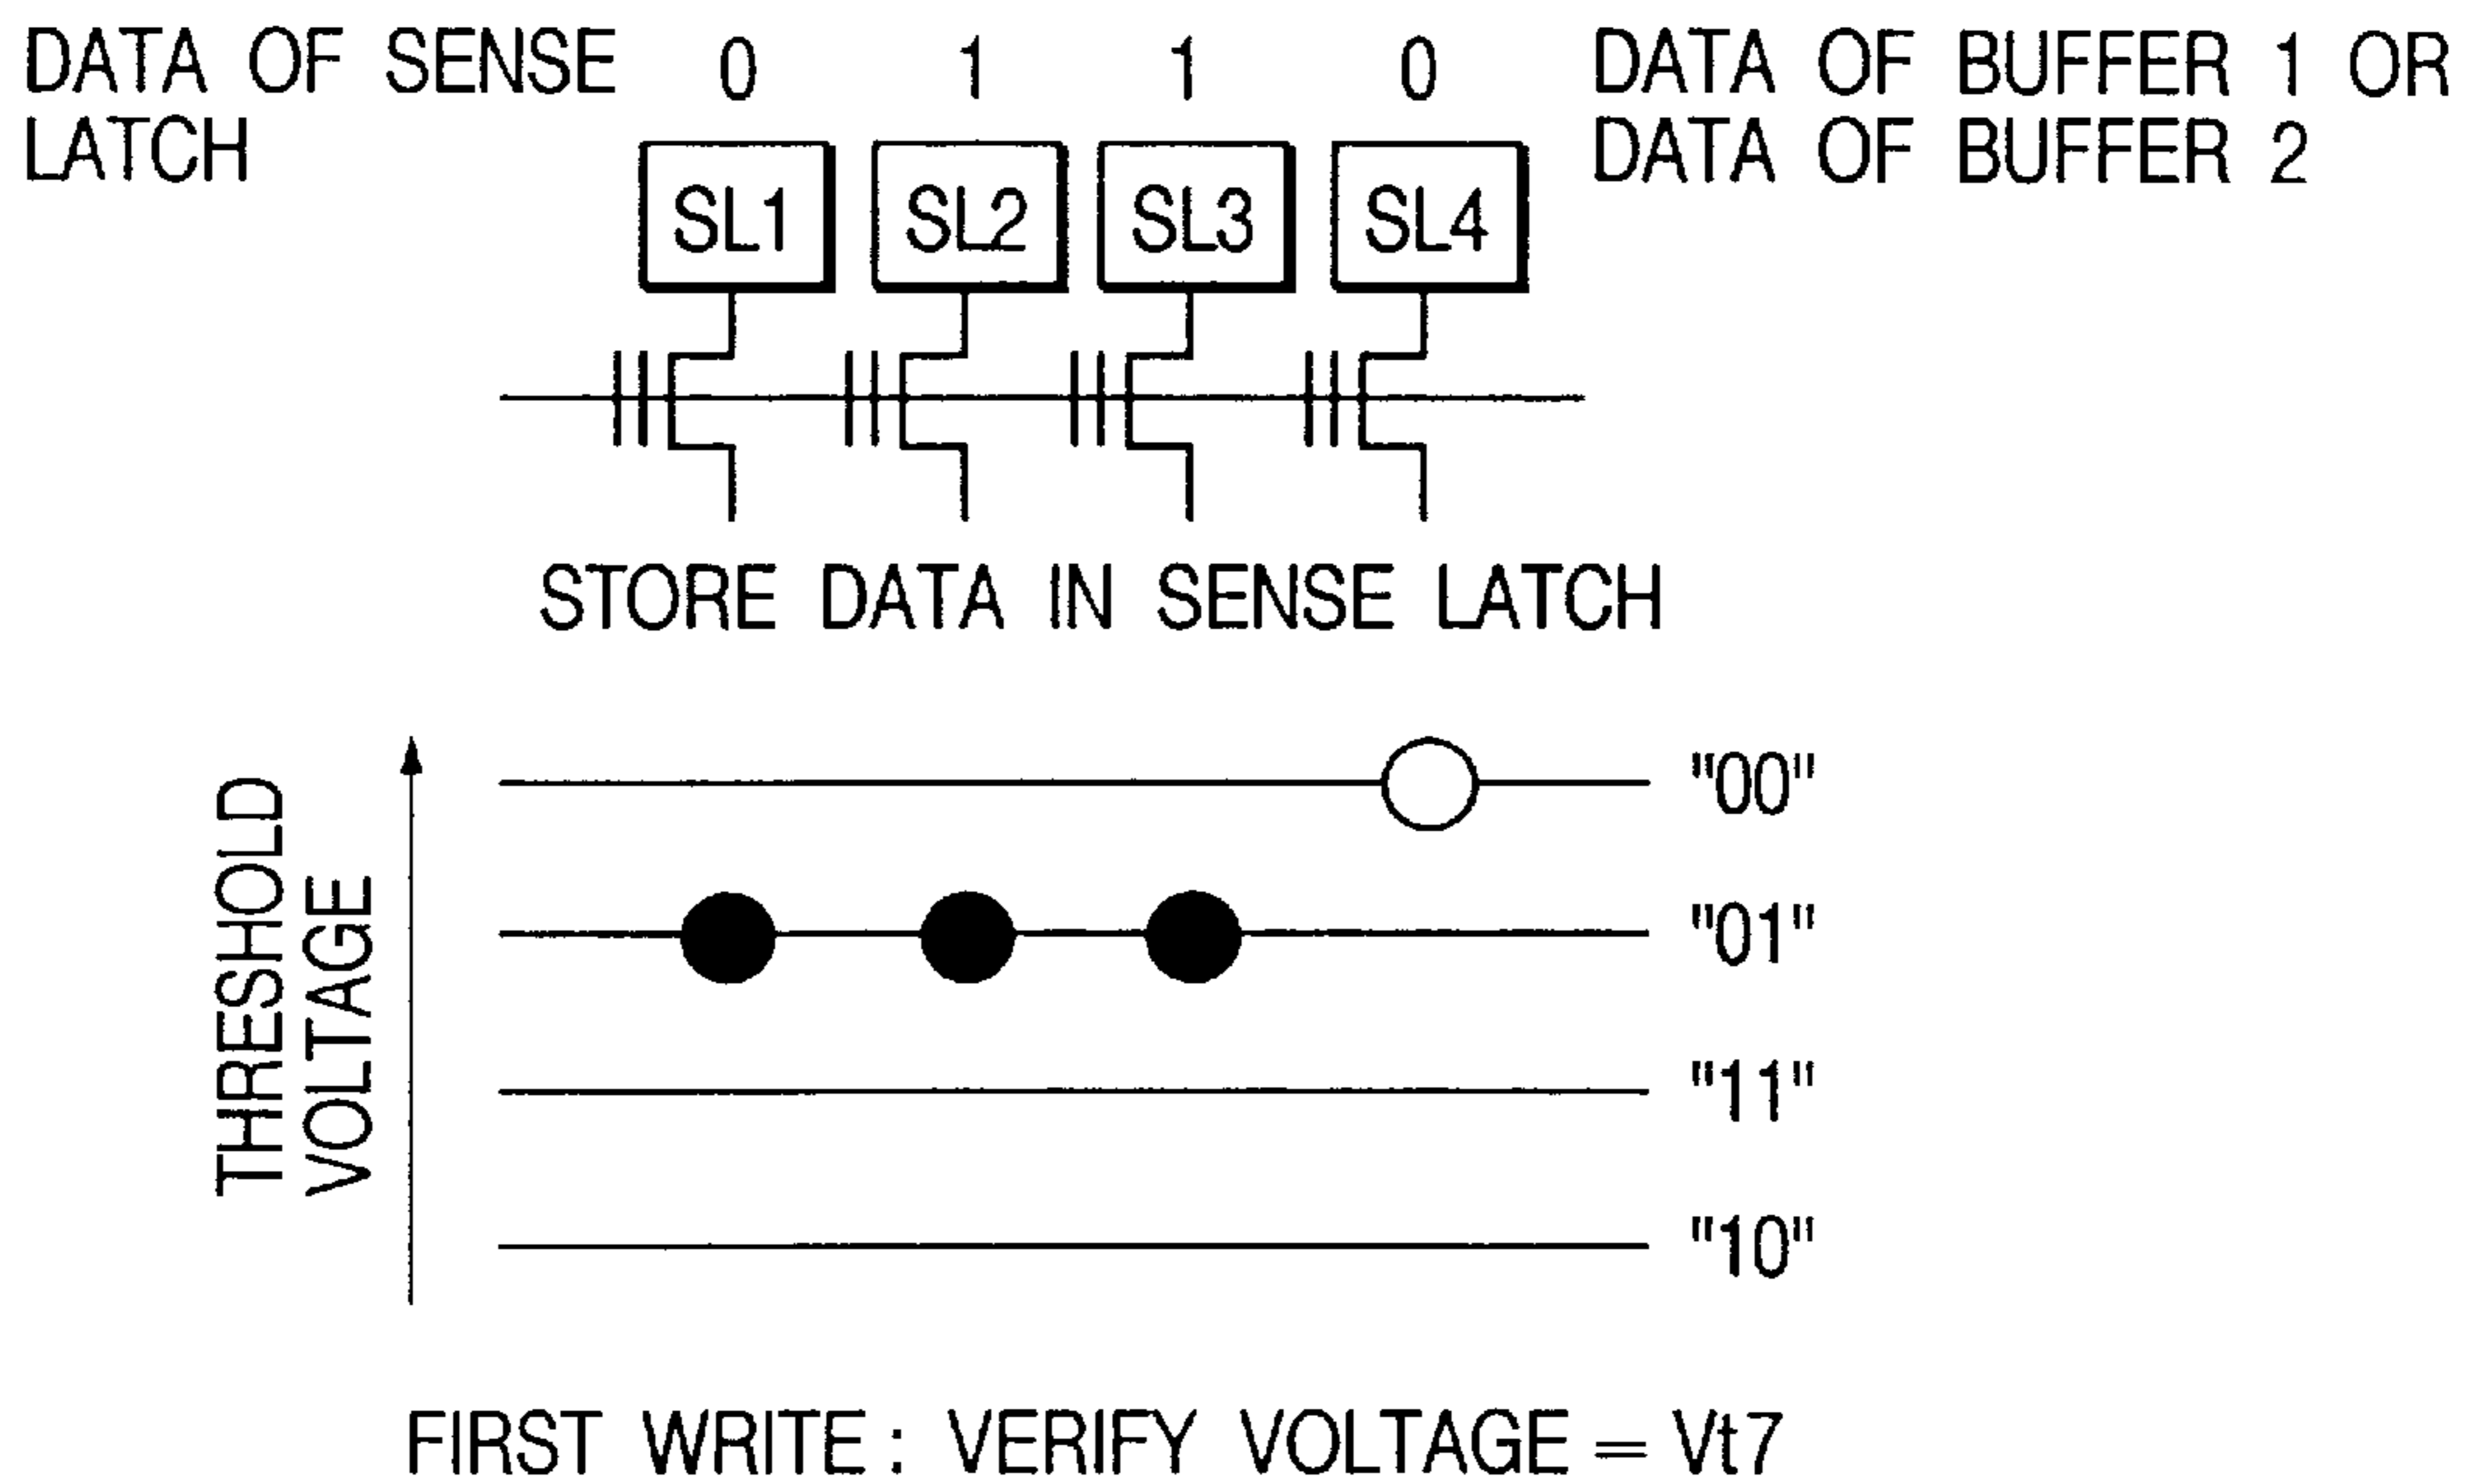 DATA OF SENSE 0 1 1 0 DATA OF BUFFER 1 OR
LATCH DATA OF BUFFER 2
SL1 SL2 SL3 SL4
STORE DATA IN SENSE LATCH
THRESHOLD
VOLTAGE
"00"
"01"
"11"
"10"
FIRST WRITE : VERIFY VOLTAGE = Vt7